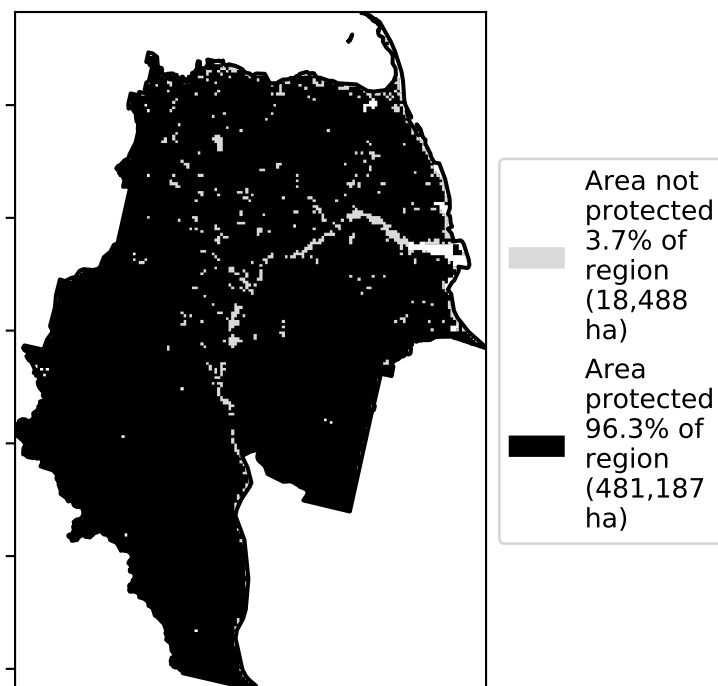 Area not
protected
3.7% of
region
(18,488
ha)
Area
protected
96.3% of
region
(481,187
ha)